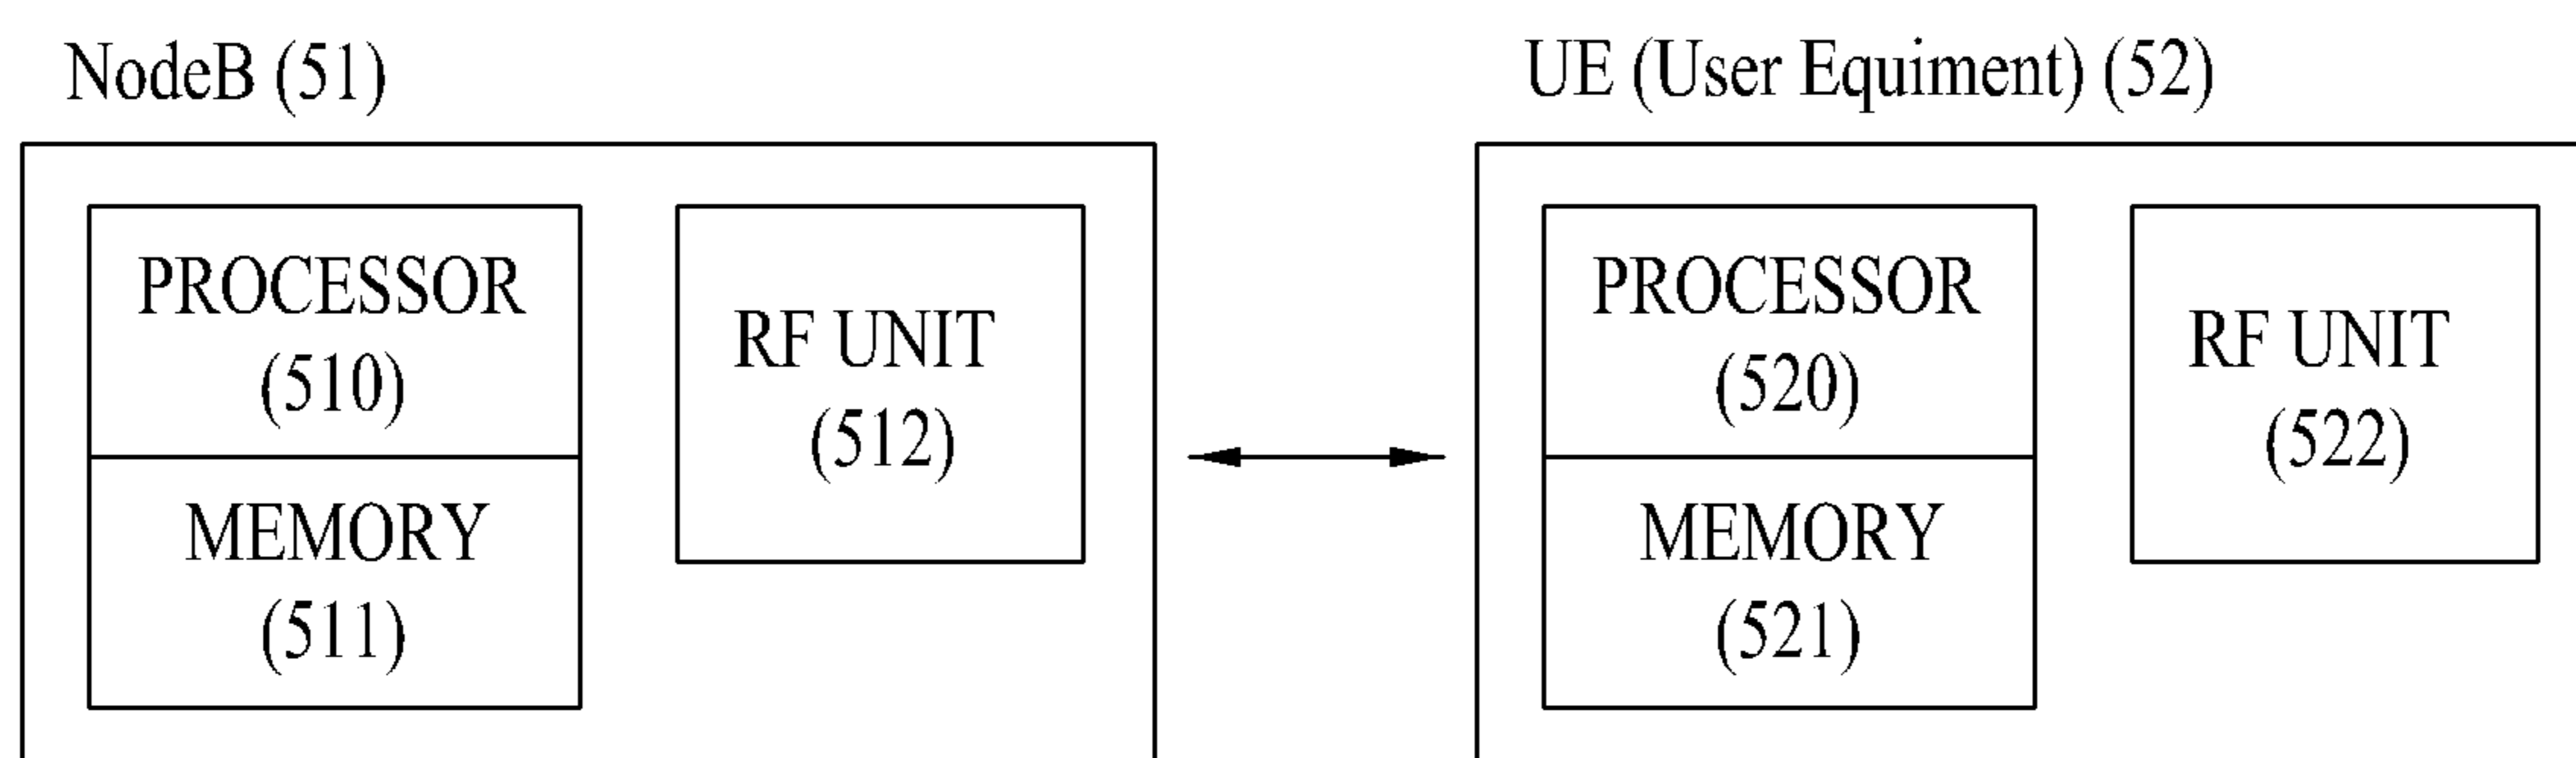 NodeB (51)
UE (User Equiment) (52)
PROCESSOR
(510)
MEMORY
(511)
RF UNIT
(512)
PROCESSOR
(520)
MEMORY
(521)
RF UNIT
(522)